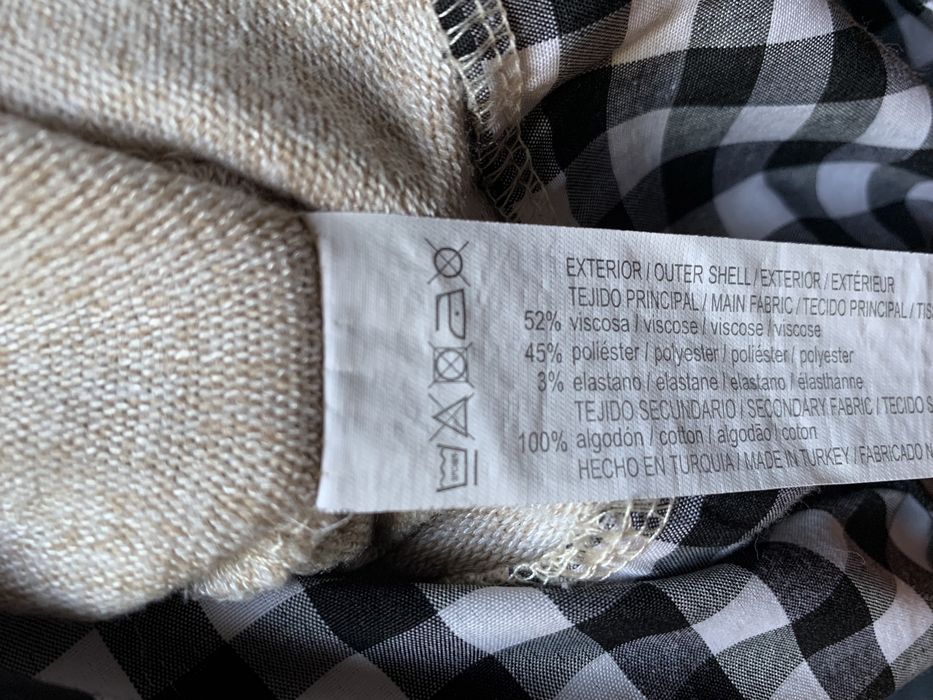 EXTERIOR / OUTER SHELL / EXTERIOR / EXTÉRIEUR
TEJIDO PRINCIPAL / MAIN FABRIC / TECIDO PRINCIPAL /
52% viscosa / viscose / viscose / viscose
45% poliéster / polyester / poliéster / polyester
3% elastano / elastane / elastano / élasthanne
TEJIDO SECUNDARIO / SECONDARY FABRIC / TECIDO
100% algodón / cotton / algodão / coton
HECHO EN TURQUIA / MADE IN TURKEY / FABRICADO